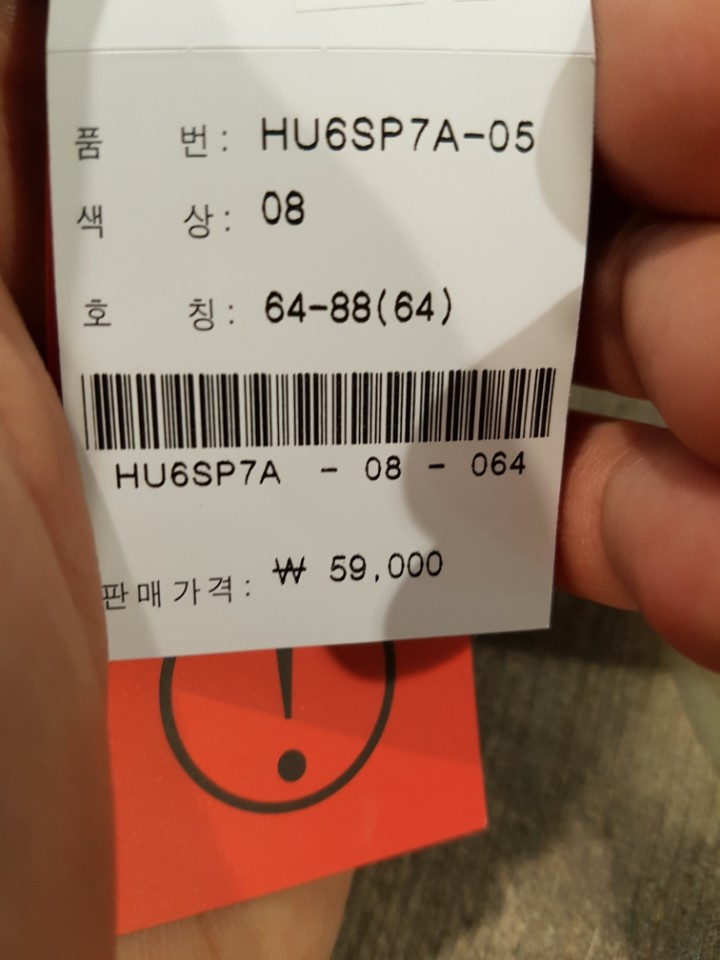 품 번: HU6SP7A-05
색 상: 08
호 칭: 64-88(64)
HU6SP7A - 08 - 064
판매가격: ₩ 59,000